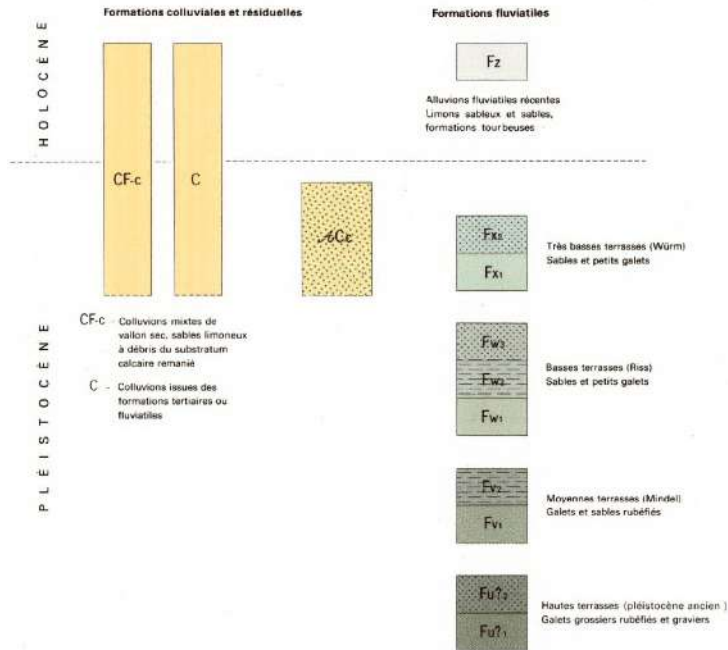 Formations colluviales et résiduelles
Formations fluviatiles
HOLOCÈNE
Fz
Alluvions fluviatiles récentes
Limons sableux et sables,
formations tourbeuses
CF-c
C
Fx2
Fx1
Très basses terrasses (Würm)
Sables et petits galets
CF-c - Colluvions mixtes de
vallon sec, sables limoneux
à débris du substratum
calcaire remanié
C - Colluvions issues des
formations tertiaires ou
fluviatiles
PLÉISTOCÈNE
Fw3
Fw2
Fw1
Basses terrasses (Riss)
Sables et petits galets
Fv2
Fv1
Moyennes terrasses (Mindel)
Galets et sables rubéfiés
Fu?2
Fu?1
Hautes terrasses (pléistocène ancien )
Galets grossiers rubéfiés et graviers